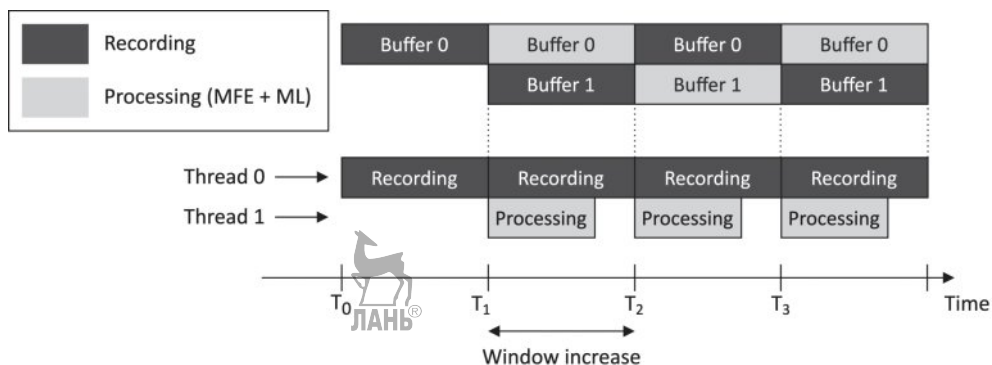 Recording
Processing (MFE + ML)
Buffer 0 Buffer 0 Buffer 0 Buffer 0
Buffer 1 Buffer 1 Buffer 1
Thread 0 Recording Recording Recording Recording
Thread 1 Processing Processing Processing
T0 T1 T2 T3 Time
ЛАНЬ®
Window increase